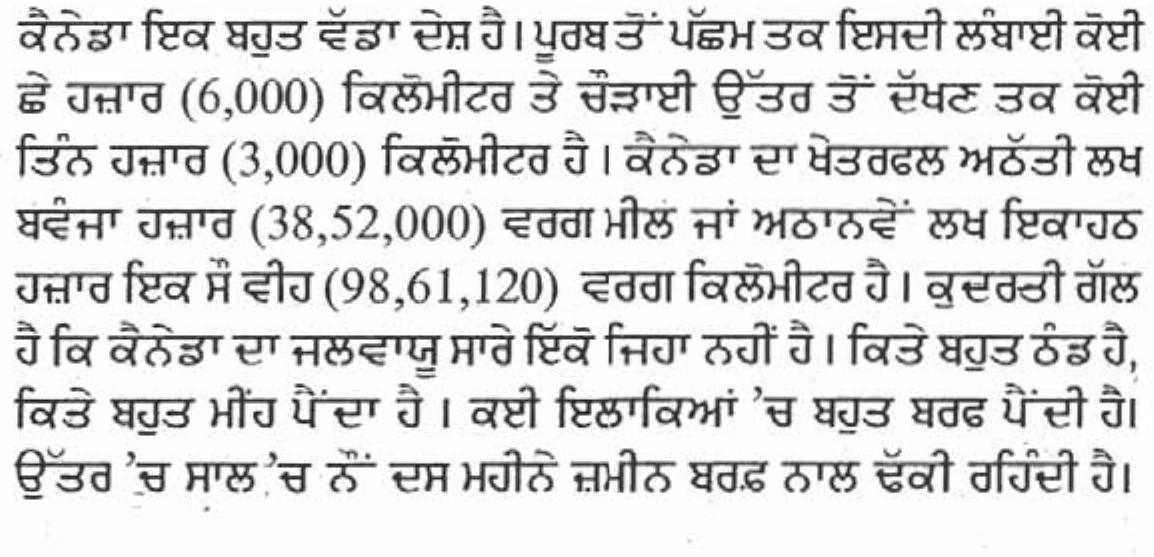 ਕੈਨੇਡਾ ਇਕ ਬਹੁਤ ਵੱਡਾ ਦੇਸ਼ ਹੈ। ਪੂਰਬ ਤੋਂ ਪੱਛਮ ਤਕ ਇਸਦੀ ਲੰਬਾਈ ਕੋਈ
ਛੇ ਹਜ਼ਾਰ (6,000) ਕਿਲੋਮੀਟਰ ਤੇ ਚੌੜਾਈ ਉੱਤਰ ਤੋਂ ਦੱਖਣ ਤਕ ਕੋਈ
ਤਿੰਨ ਹਜ਼ਾਰ (3,000) ਕਿਲੋਮੀਟਰ ਹੈ। ਕੈਨੇਡਾ ਦਾ ਖੇਤਰਫਲ ਅਠੱਤੀ ਲਖ
ਬਵੰਜਾ ਹਜ਼ਾਰ (38,52,000) ਵਰਗ ਮੀਲ ਜਾਂ ਅਠਾਨਵੇਂ ਲਖ ਇਕਾਹਠ
ਹਜ਼ਾਰ ਇਕ ਸੌ ਵੀਹ (98,61,120) ਵਰਗ ਕਿਲੋਮੀਟਰ ਹੈ। ਕੁਦਰਤੀ ਗੱਲ
ਹੈ ਕਿ ਕੈਨੇਡਾ ਦਾ ਜਲਵਾਯੂ ਸਾਰੇ ਇੱਕੋ ਜਿਹਾ ਨਹੀਂ ਹੈ। ਕਿਤੇ ਬਹੁਤ ਠੰਡ ਹੈ,
ਕਿਤੇ ਬਹੁਤ ਮੀਂਹ ਪੈਂਦਾ ਹੈ। ਕਈ ਇਲਾਕਿਆਂ 'ਚ ਬਹੁਤ ਬਰਫ ਪੈਂਦੀ ਹੈ।
ਉੱਤਰ 'ਚ ਸਾਲ 'ਚ ਨੌਂ ਦਸ ਮਹੀਨੇ ਜ਼ਮੀਨ ਬਰਫ਼ ਨਾਲ ਢੱਕੀ ਰਹਿੰਦੀ ਹੈ।